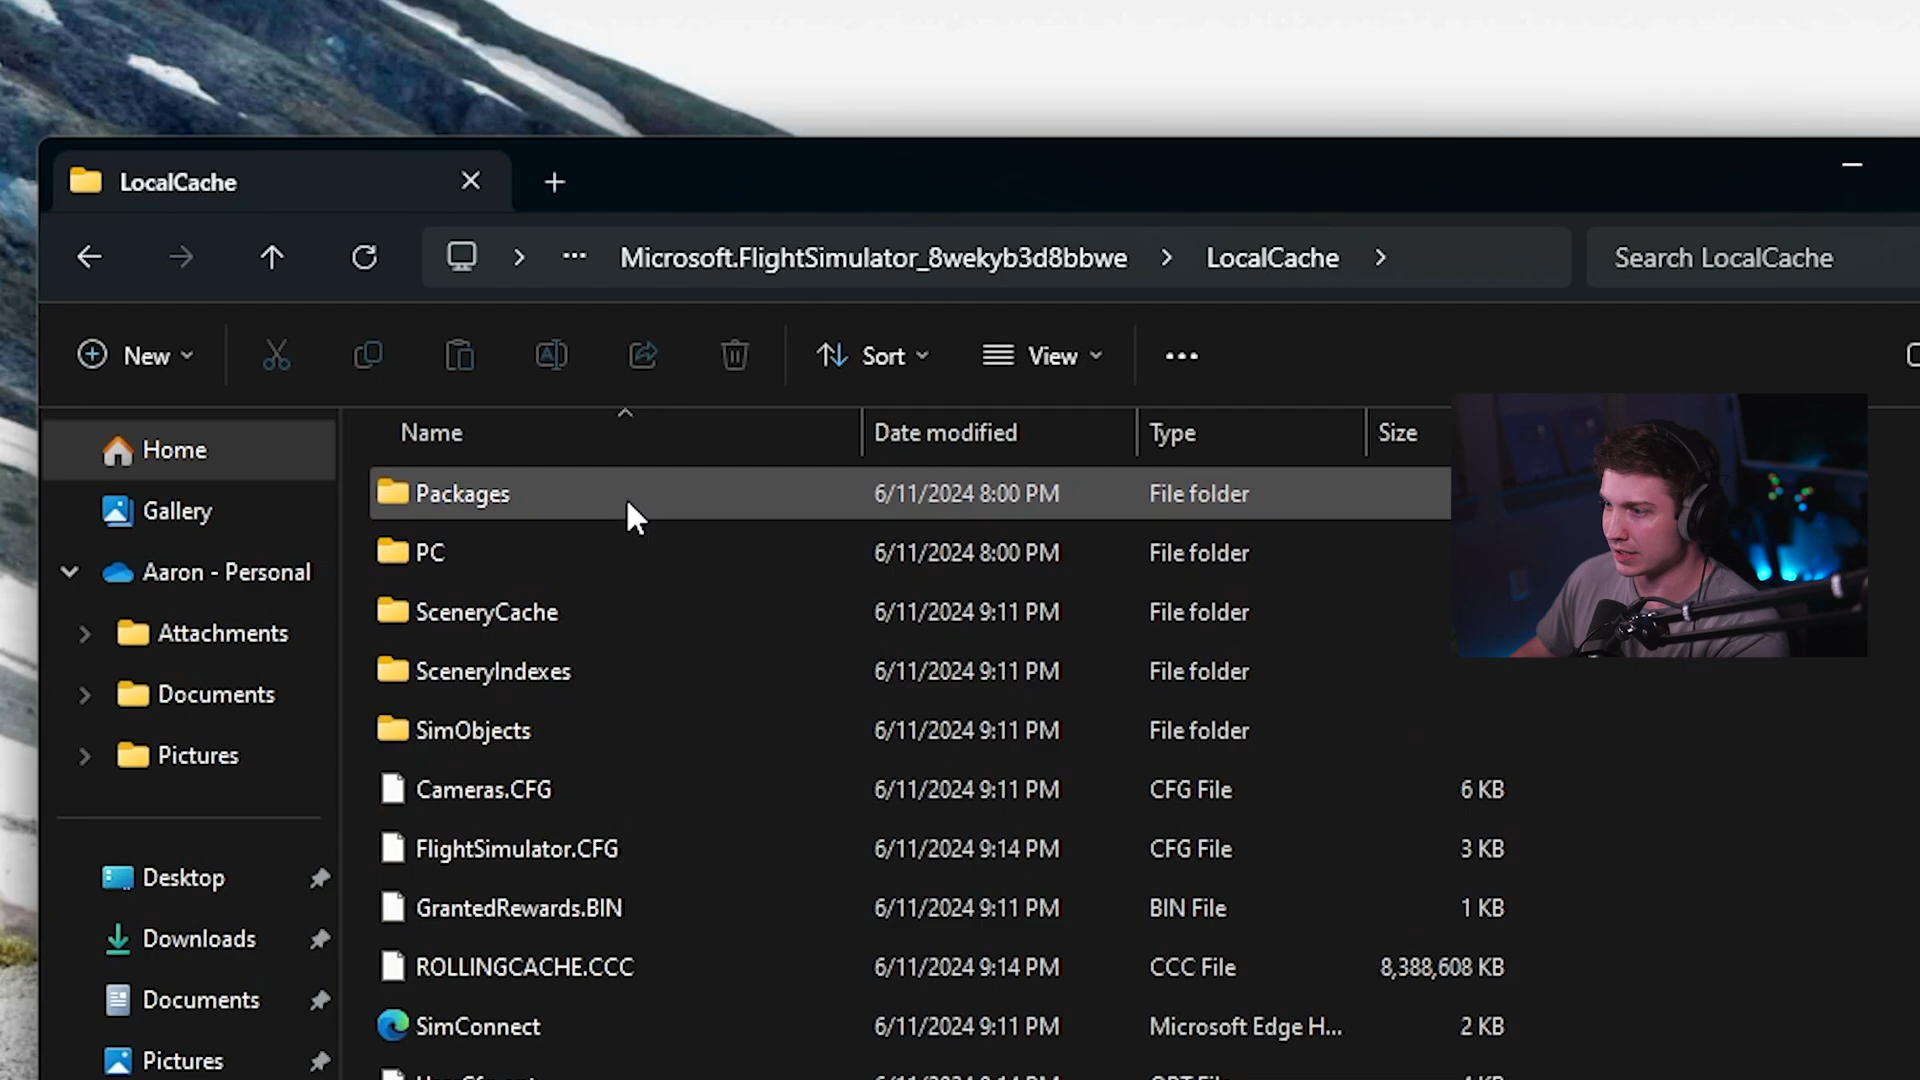 LocalCache
Microsoft.FlightSimulator_8wekyb3d8bbwe > LocalCache >
Search LocalCache
New
Sort
View
Name Date modified Type Size
Home
Gallery
Aaron - Personal
Attachments
Documents
Pictures
Desktop
Downloads
Documents
Pictures
Packages 6/11/2024 8:00 PM File folder
PC 6/11/2024 8:00 PM File folder
SceneryCache 6/11/2024 9:11 PM File folder
SceneryIndexes 6/11/2024 9:11 PM File folder
SimObjects 6/11/2024 9:11 PM File folder
Cameras.CFG 6/11/2024 9:11 PM CFG File 6 KB
FlightSimulator.CFG 6/11/2024 9:14 PM CFG File 3 KB
GrantedRewards.BIN 6/11/2024 9:11 PM BIN File 1 KB
ROLLINGCACHE.CCC 6/11/2024 9:14 PM CCC File 8,388,608 KB
SimConnect 6/11/2024 9:11 PM Microsoft Edge H... 2 KB